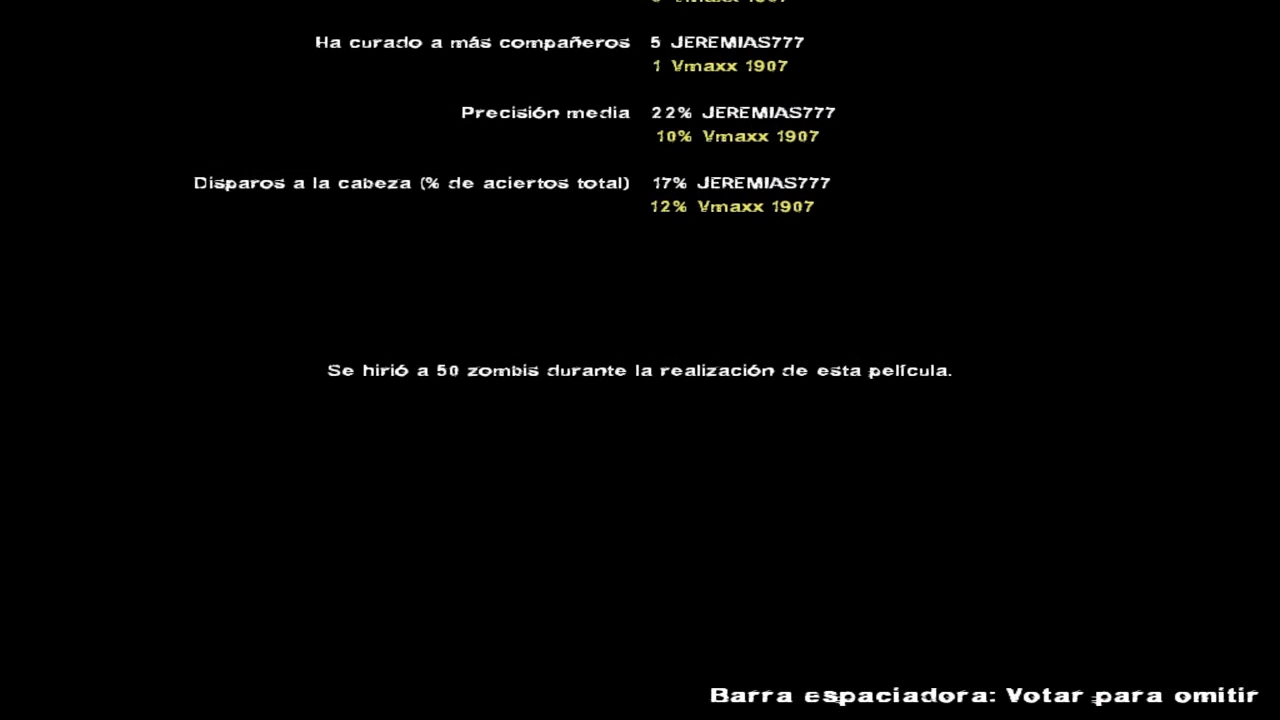 Ha curado a más compañeros 5 JEREMIAS777
1 Vmaxx 1907
Precisión media 22% JEREMIAS777
10% Vmaxx 1907
Disparos a la cabeza (% de aciertos total) 17% JEREMIAS777
12% Vmaxx 1907
Se hirió a 50 zombis durante la realización de esta película.
Barra espaciadora: Votar para omitir